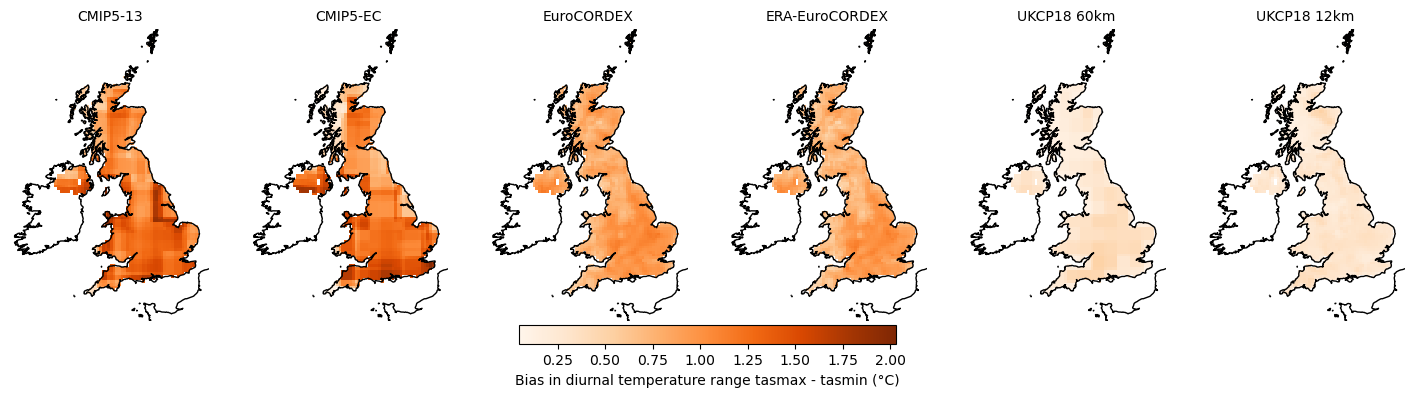 CMIP5-13
CMIP5-EC
EuroCORDEX
ERA-EuroCORDEX
UKCP18 60km
UKCP18 12km
0.25 0.50 0.75 1.00 1.25 1.50 1.75 2.00
Bias in diurnal temperature range tasmax - tasmin (°C)